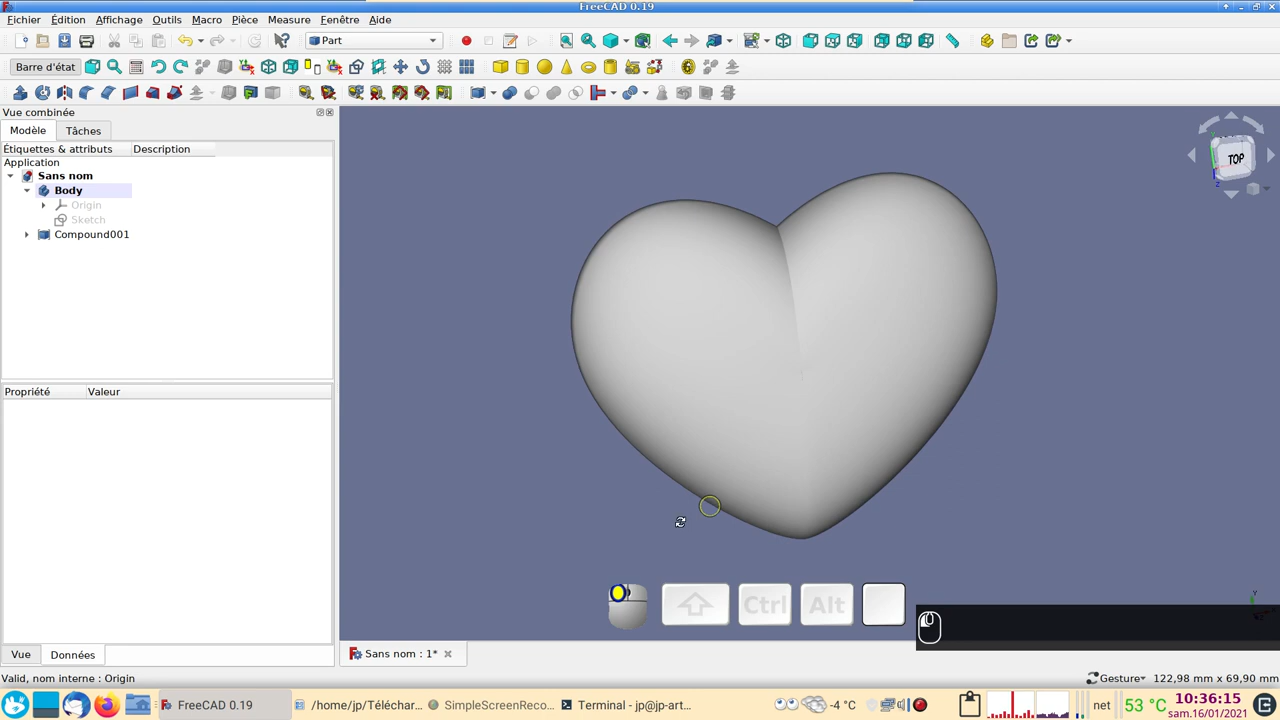 FreeCAD 0.19
Fichier Édition Affichage Outils Macro Pièce Measure Fenêtre Aide
Part
Barre d'état
Vue combinée
Modèle Tâches
Étiquettes & attributs Description
Application
Sans nom
Body
Origin
Sketch
Compound001
TOP
Propriété Valeur
Ctrl Alt
Vue Données
Sans nom : 1*
Valid, nom interne : Origin
Gesture 122,98 mm x 69,90 mm
FreeCAD 0.19 /home/jp/Téléchar... SimpleScreenReco... Terminal - jp@jp-art... -4 °C net 53 °C 10:36:15
sam.16/01/2021